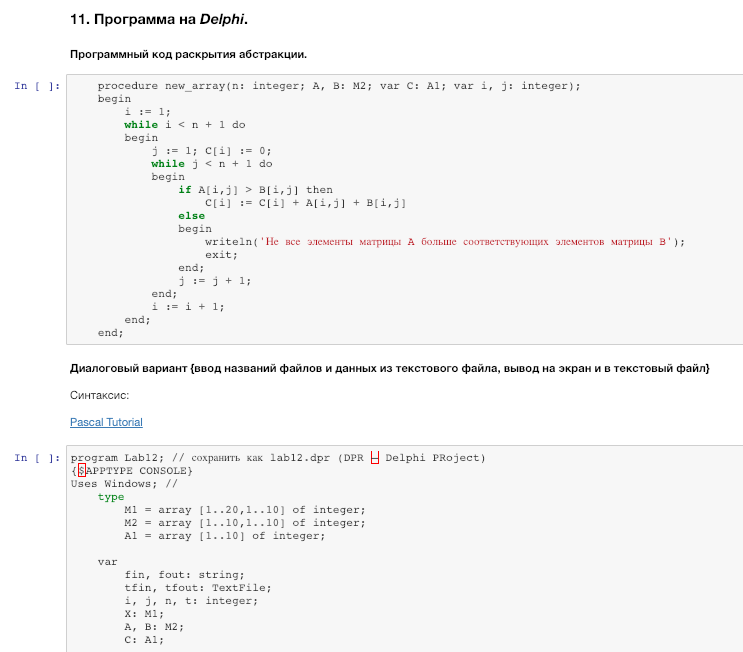 11. Программа на Delphi.
Программный код раскрытия абстракции.
In [ ]:
procedure new_array(n: integer; A, B: M2; var C: A1; var i, j: integer);
begin
i := 1;
while i < n + 1 do
begin
j := 1; C[i] := 0;
while j < n + 1 do
begin
if A[i,j] > B[i,j] then
C[i] := C[i] + A[i,j] + B[i,j]
else
begin
writeln('Не все элементы матрицы A больше соответствующих элементов матрицы B');
exit;
end;
j := j + 1;
end;
i := i + 1;
end;
end;
Диалоговый вариант {ввод названий файлов и данных из текстового файла, вывод на экран и в текстовый файл}
Синтаксис:
Pascal Tutorial
In [ ]:
program Lab12; // сохранить как lab12.dpr (DPR — Delphi PRoject)
{$APPTYPE CONSOLE}
Uses Windows; //
type
M1 = array [1..20,1..10] of integer;
M2 = array [1..10,1..10] of integer;
A1 = array [1..10] of integer;
var
fin, fout: string;
tfin, tfout: TextFile;
i, j, n, t: integer;
X: M1;
A, B: M2;
C: A1;